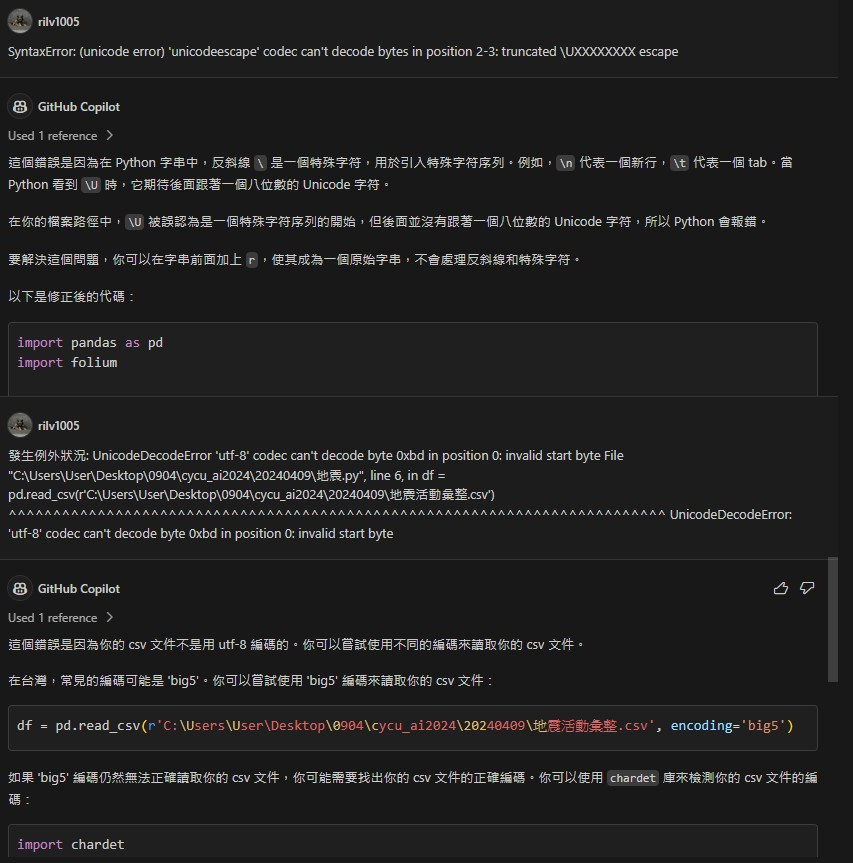 rilv1005
SyntaxError: (unicode error) 'unicodeescape' codec can't decode bytes in position 2-3: truncated \UXXXXXXXX escape
GitHub Copilot
Used 1 reference
這個錯誤是因為在 Python 字串中，反斜線 \ 是一個特殊字符，用於引入特殊字符序列。例如，\n 代表一個新行，\t 代表一個 tab。當
Python 看到 \U 時，它期待後面跟著一個八位數的 Unicode 字符。
在你的檔案路徑中，\U 被誤認為是一個特殊字符序列的開始，但後面並沒有跟著一個八位數的 Unicode 字符，所以 Python 會報錯。
要解決這個問題，你可以在字串前面加上 r，使其成為一個原始字串，不會處理反斜線和特殊字符。
以下是修正後的代碼：
import pandas as pd
import folium
rilv1005
發生例外狀況: UnicodeDecodeError 'utf-8' codec can't decode byte 0xbd in position 0: invalid start byte File
"C:\Users\User\Desktop\0904\cycu_ai2024\20240409\地震.py", line 6, in df =
pd.read_csv(r'C:\Users\User\Desktop\0904\cycu_ai2024\20240409\地震活動彙整.csv')
^^^^^^^^^^^^^^^^^^^^^^^^^^^^^^^^^^^^^^^^^^^^^^^^^^^^^^^^^^^^^^^^^^^^^^^^^^ UnicodeDecodeError:
'utf-8' codec can't decode byte 0xbd in position 0: invalid start byte
GitHub Copilot
Used 1 reference
這個錯誤是因為你的 csv 文件不是用 utf-8 編碼的。你可以嘗試使用不同的編碼來讀取你的 csv 文件。
在台灣，常見的編碼可能是 'big5'。你可以嘗試使用 'big5' 編碼來讀取你的 csv 文件：
df = pd.read_csv(r'C:\Users\User\Desktop\0904\cycu_ai2024\20240409\地震活動彙整.csv', encoding='big5')
如果 'big5' 編碼仍然無法正確讀取你的 csv 文件，你可能需要找出你的 csv 文件的正確編碼。你可以使用 chardet 庫來檢測你的 csv 文件的編
碼：
import chardet